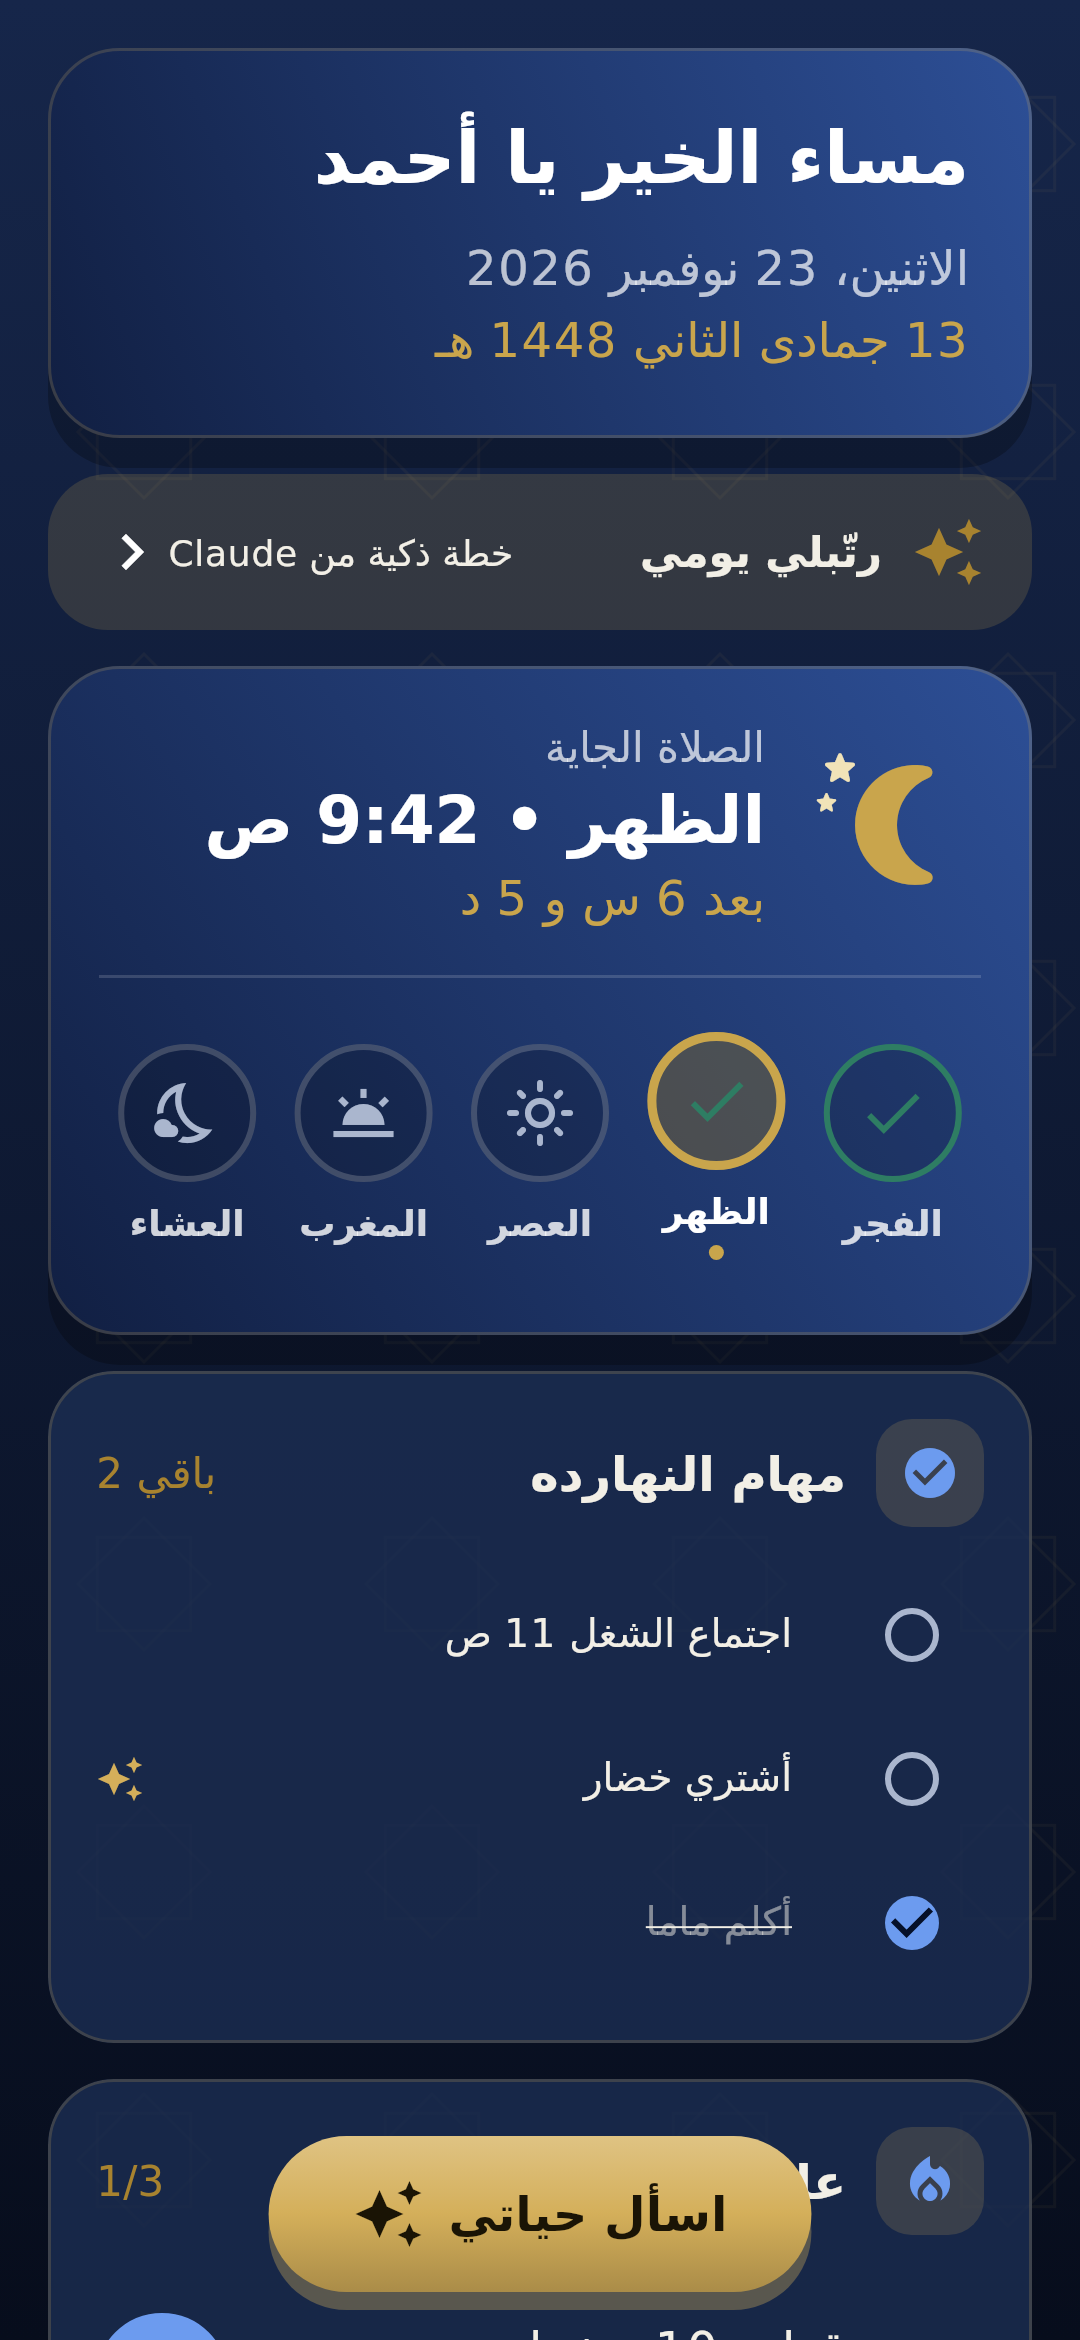 مساء الخير يا أحمد
الاثنين، 23 نوفمبر 2026
13 جمادى الثاني 1448 هـ
رتّبلي يومي
خطة ذكية من Claude
الصلاة الجاية
الظهر • 9:42 ص
بعد 6 س و 5 د
الفجر
الظهر
العصر
المغرب
العشاء
مهام النهارده
باقي 2
اجتماع الشغل 11 ص
أشتري خضار
أكلم ماما
1/3
اسأل حياتي